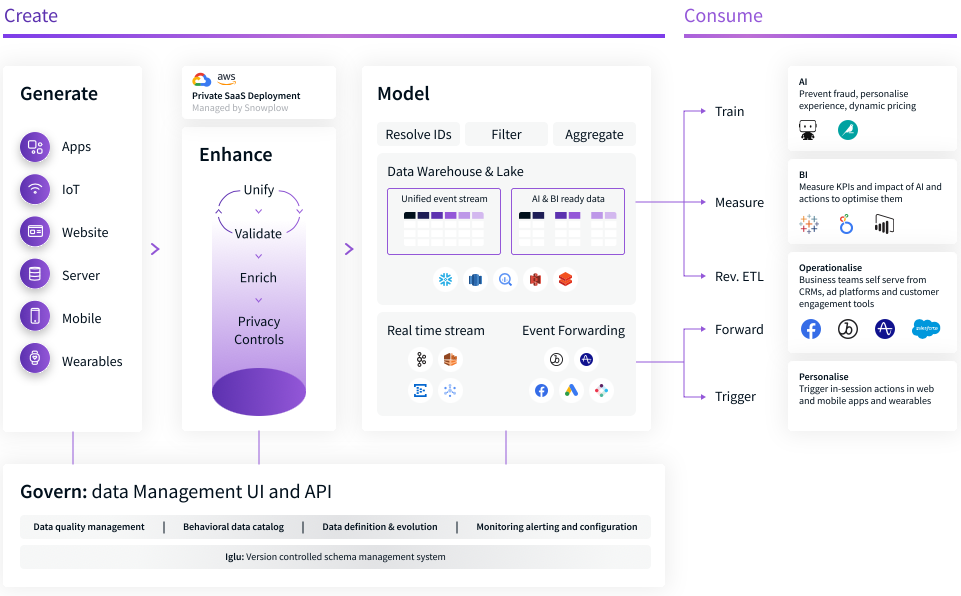 Create
Consume
Generate
Apps
IoT
Website
Server
Mobile
Wearables
aws
Private SaaS Deployment
Managed by Snowplow
Enhance
Unify
Validate
Enrich
Privacy
Controls
Model
Resolve IDs
Filter
Aggregate
Data Warehouse & Lake
Unified event stream
AI & BI ready data
Real time stream
Event Forwarding
Train
Measure
Rev. ETL
Forward
Trigger
AI
Prevent fraud, personalise
experience, dynamic pricing
BI
Measure KPIs and impact of AI and
actions to optimise them
Operationalise
Business teams self serve from
CRMs, ad platforms and customer
engagement tools
salesforce
Personalise
Trigger in-session actions in web
and mobile apps and wearables
Govern: data Management UI and API
Data quality management | Behavioral data catalog | Data definition & evolution | Monitoring alerting and configuration
Iglu: Version controlled schema management system